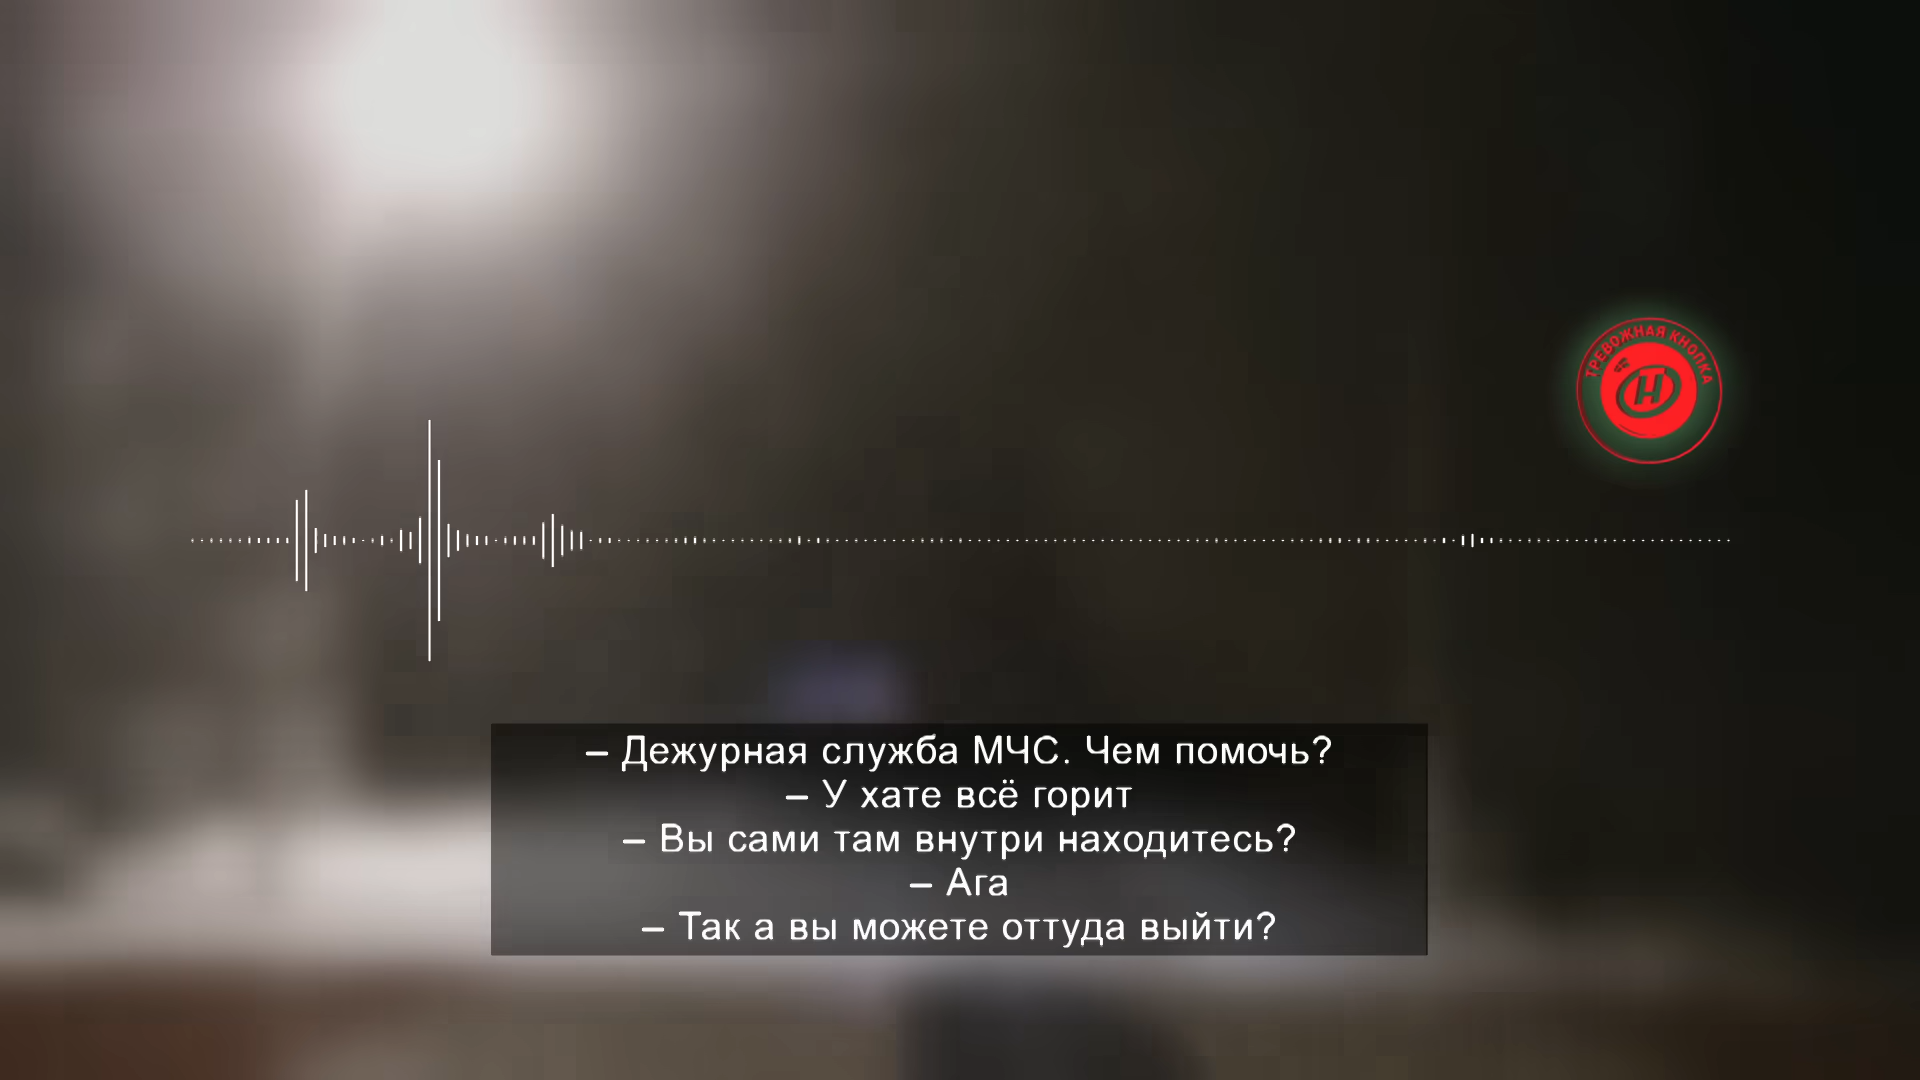 ТРЕВОЖНАЯ КНОПКА
Н
– Дежурная служба МЧС. Чем помочь?
– У хате всё горит
– Вы сами там внутри находитесь?
– Ага
– Так а вы можете оттуда выйти?